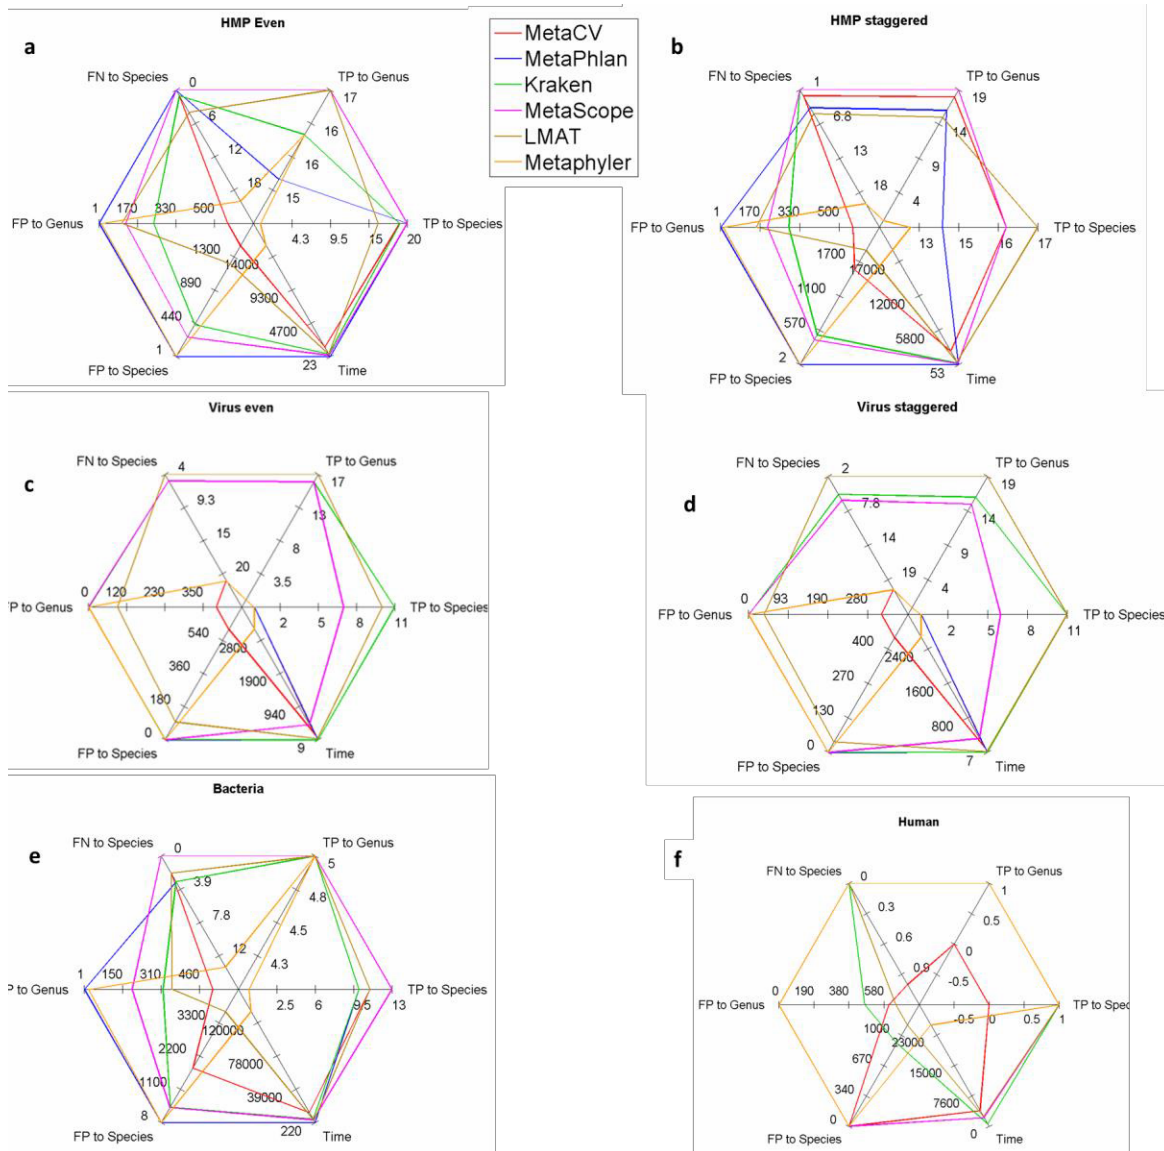 HMP Even
a
FN to Species
0
TP to Genus
17
6
16
12
16
18
15
FP to Genus
1
170
330
500
4.3
9.5
15
20
TP to Species
1300
14000
890
9300
440
4700
1
23
FP to Species
Time
MetaCV
MetaPhlan
Kraken
MetaScope
LMAT
Metaphyler
HMP staggered
b
FN to Species
1
TP to Genus
19
6.8
14
13
9
18
4
FP to Genus
1
170
330
500
13
15
16
17
TP to Species
1700
17000
1100
12000
570
5800
2
53
FP to Species
Time
Virus even
c
FN to Species
4
TP to Genus
17
9.3
13
15
8
20
3.5
TP to Genus
0
120
230
350
2
5
8
11
TP to Species
540
2800
360
1900
180
940
0
9
FP to Species
Time
Virus staggered
d
FN to Species
2
TP to Genus
19
7.8
14
14
9
19
4
FP to Genus
0
93
190
280
2
5
8
11
TP to Species
400
2400
270
1600
130
800
0
7
FP to Species
Time
Bacteria
e
FN to Species
0
TP to Genus
5
3.9
4.8
7.8
4.5
12
4.3
P to Genus
1
150
310
460
2.5
6
9.5
13
TP to Species
3300
120000
2200
78000
1100
39000
8
220
FP to Species
Time
Human
f
FN to Species
0
TP to Genus
1
0.3
0.5
0.6
0
0.9
-0.5
FP to Genus
0
190
380
580
-0.5
0
0.5
1
TP to Spec
1000
23000
670
15000
340
7600
0
0
FP to Species
Time